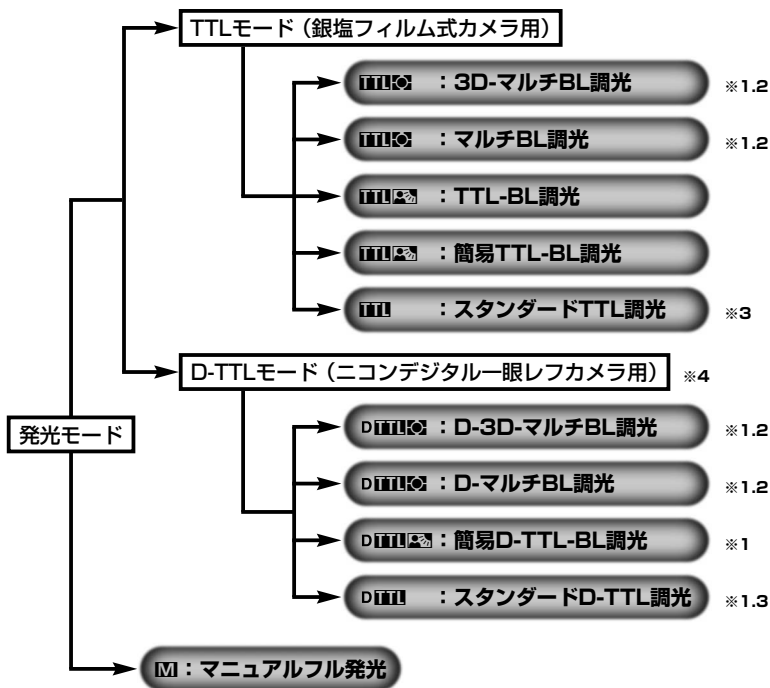 TTLモード（銀塩フィルム式カメラ用）
TTL ：3D-マルチBL調光 ※1.2
TTL ：マルチBL調光 ※1.2
TTL ：TTL-BL調光
TTL ：簡易TTL-BL調光
TTL ：スタンダードTTL調光 ※3
D-TTLモード（ニコンデジタル一眼レフカメラ用） ※4
発光モード
DTTL ：D-3D-マルチBL調光 ※1.2
DTTL ：D-マルチBL調光 ※1.2
DTTL ：簡易D-TTL-BL調光 ※1
DTTL ：スタンダードD-TTL調光 ※1.3
M：マニュアルフル発光